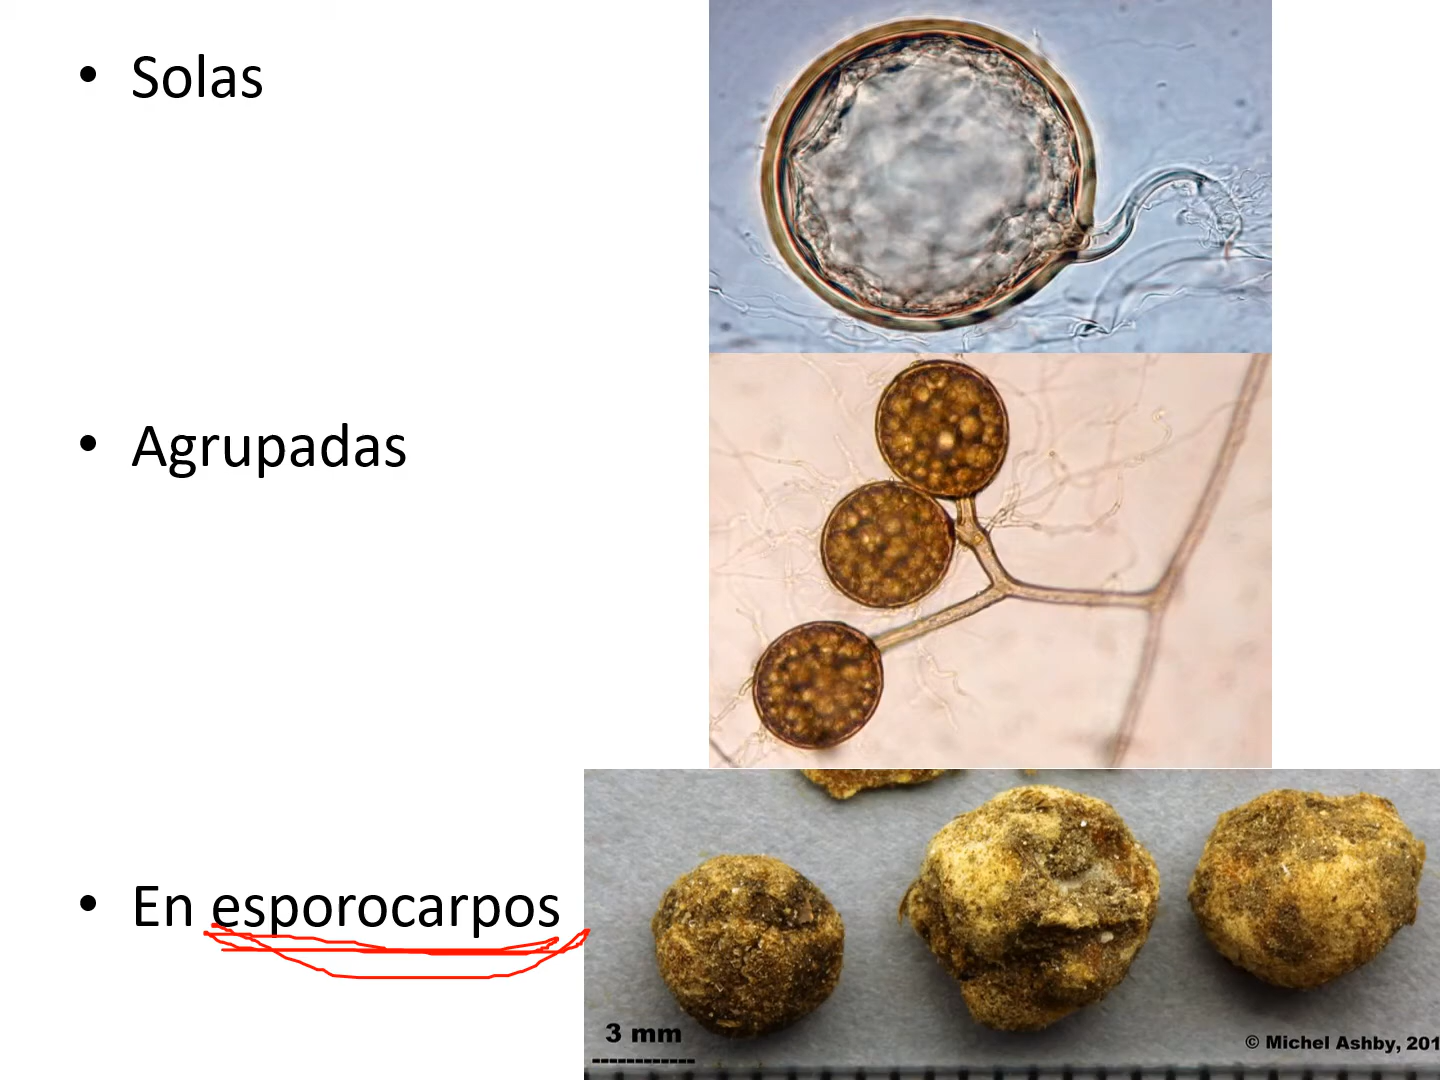 • Solas
• Agrupadas
• En esporocarpos
3 mm
© Michel Ashby, 201